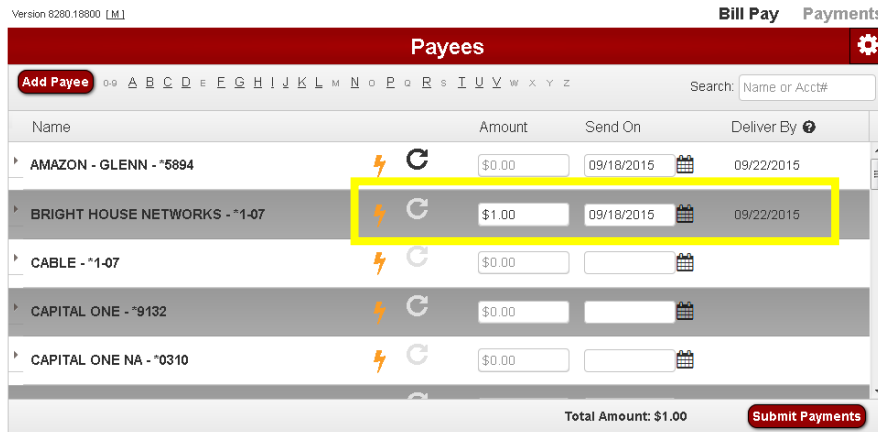 Version 8280.18800 [ M ]
Bill Pay Payments
Payees
Add Payee 0-9 A B C D E F G H I J K L M N O P Q R S T U V W X Y Z
Search: Name or Acct#
Name Amount Send On Deliver By ?
AMAZON - GLENN - *5894 $0.00 09/18/2015 09/22/2015
BRIGHT HOUSE NETWORKS - *1-07 $1.00 09/18/2015 09/22/2015
CABLE - *1-07 $0.00
CAPITAL ONE - *9132 $0.00
CAPITAL ONE NA - *0310 $0.00
Total Amount: $1.00 Submit Payments